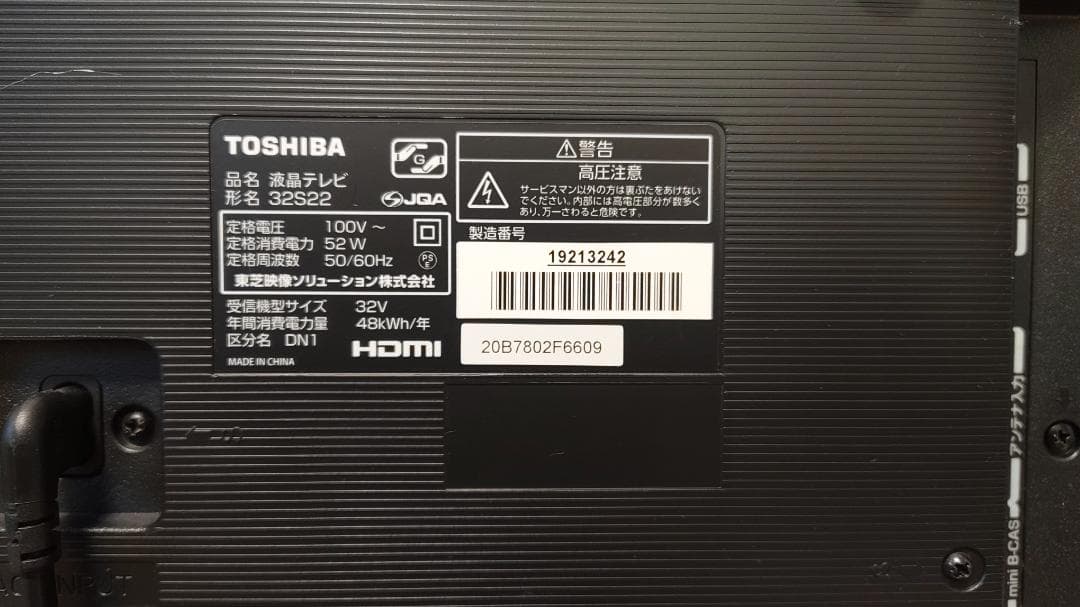 TOSHIBA
品名 液晶テレビ
形名 32S22
G
JQA
定格電圧 100V～
定格消費電力 52W
定格周波数 50/60Hz
PS
E
東芝映像ソリューション株式会社
受信機型サイズ 32V
年間消費電力量 48kWh/年
区分名 DN1
HDMI
MADE IN CHINA
⚠警告
高圧注意
サービスマン以外の方は裏ぶたをあけない
でください。内部には高電圧部分が数多く
あり、万一さわると危険です。
製造番号
19213242
20B7802F6609
USB
アンテナ入力
mini B-CAS
AC INPUT